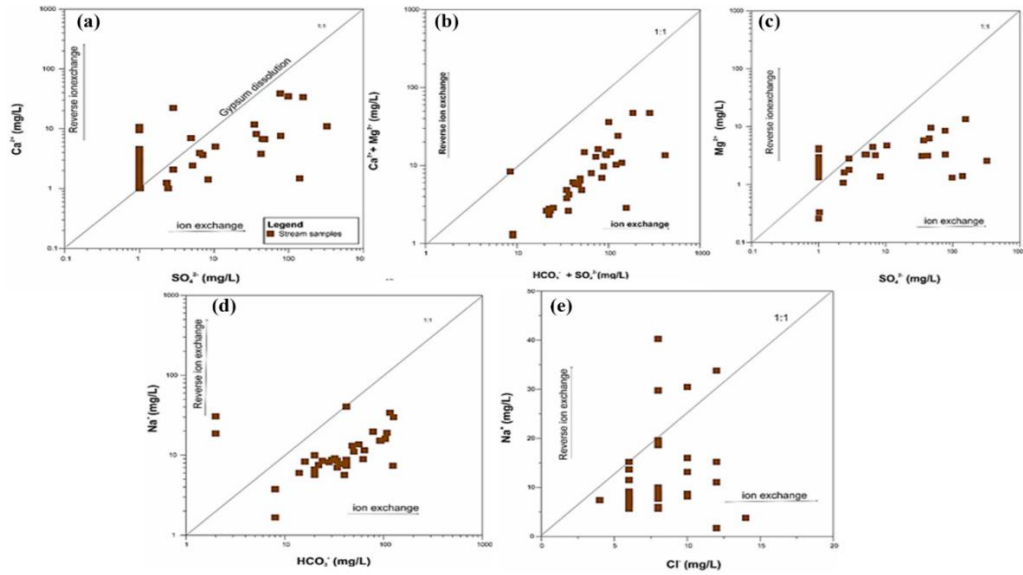 (a)
1000
100
10
1
0.1
Ca²⁺ (mg/L)
Reverse ionexchange
Gypsum dissolution
1:1
ion exchange
Legend
Stream samples
0.1
1
10
100
1000
SO₄²⁻ (mg/L)
(b)
1000
100
10
1
Ca²⁺+ Mg²⁺ (mg/L)
Reverse ion exchange
1:1
ion exchange
1
10
100
1000
HCO₃⁻ + SO₄²⁻(mg/L)
(c)
1000
100
10
1
0.1
Mg²⁺ (mg/L)
Reverse ionexchange
1:1
ion exchange
0.1
1
10
100
1000
SO₄²⁻ (mg/L)
(d)
1000
100
10
1
Na⁺ (mg/L)
Reverse ion exchange
1:1
ion exchange
1
10
100
1000
HCO₃⁻ (mg/L)
(e)
50
40
30
20
10
0
Na⁺ (mg/L)
Reverse ion exchange
1:1
ion exchange
0
5
10
15
20
Cl⁻ (mg/L)